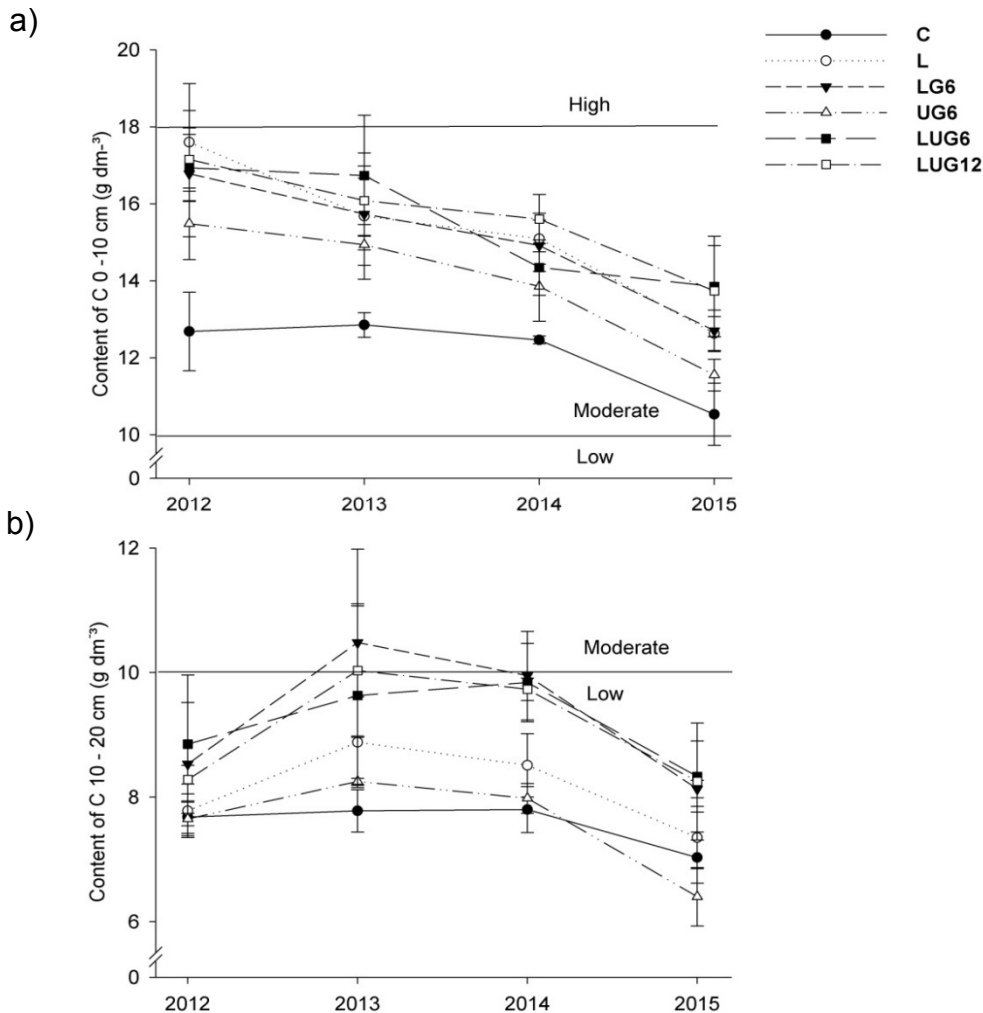 a)
C
L
LG6
UG6
LUG6
LUG12
Content of C 0 -10 cm (g dm-³)
20
18
16
14
12
10
0
High
Moderate
Low
2012 2013 2014 2015
b)
Content of C 10 - 20 cm (g dm-³)
12
10
8
6
0
Moderate
Low
2012 2013 2014 2015